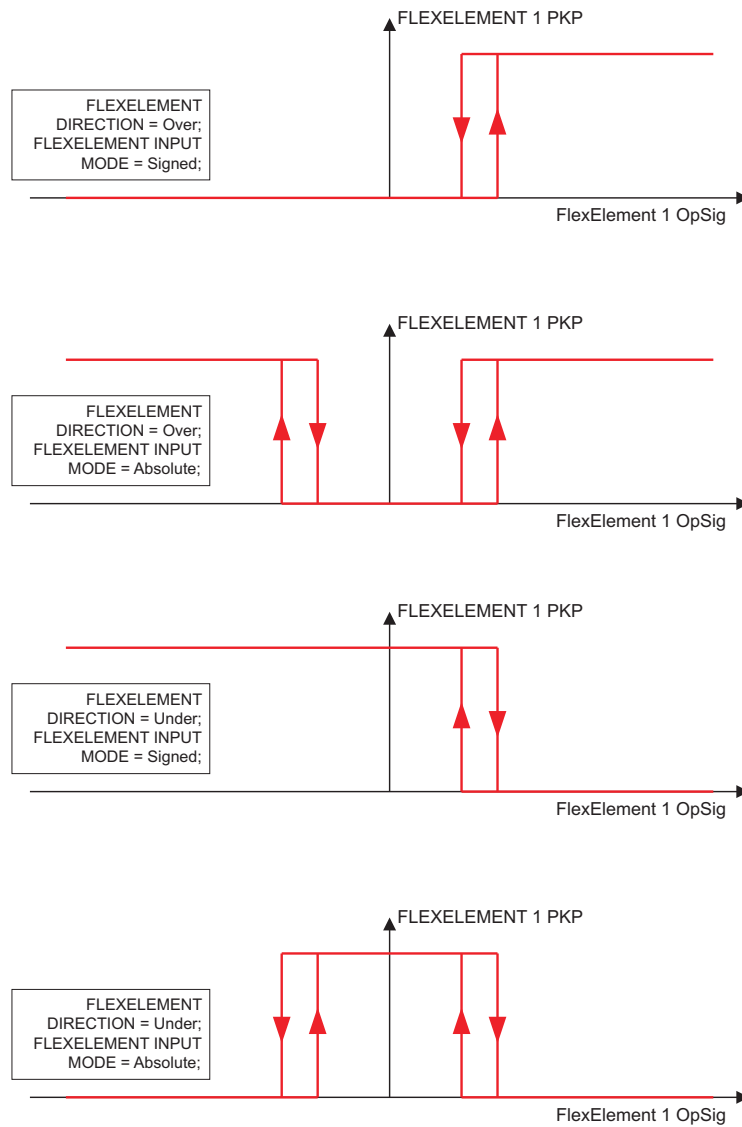 FLEXELEMENT 1 PKP
FLEXELEMENT
DIRECTION = Over;
FLEXELEMENT INPUT
MODE = Signed;
FlexElement 1 OpSig
FLEXELEMENT 1 PKP
FLEXELEMENT
DIRECTION = Over;
FLEXELEMENT INPUT
MODE = Absolute;
FlexElement 1 OpSig
FLEXELEMENT 1 PKP
FLEXELEMENT
DIRECTION = Under;
FLEXELEMENT INPUT
MODE = Signed;
FlexElement 1 OpSig
FLEXELEMENT 1 PKP
FLEXELEMENT
DIRECTION = Under;
FLEXELEMENT INPUT
MODE = Absolute;
FlexElement 1 OpSig